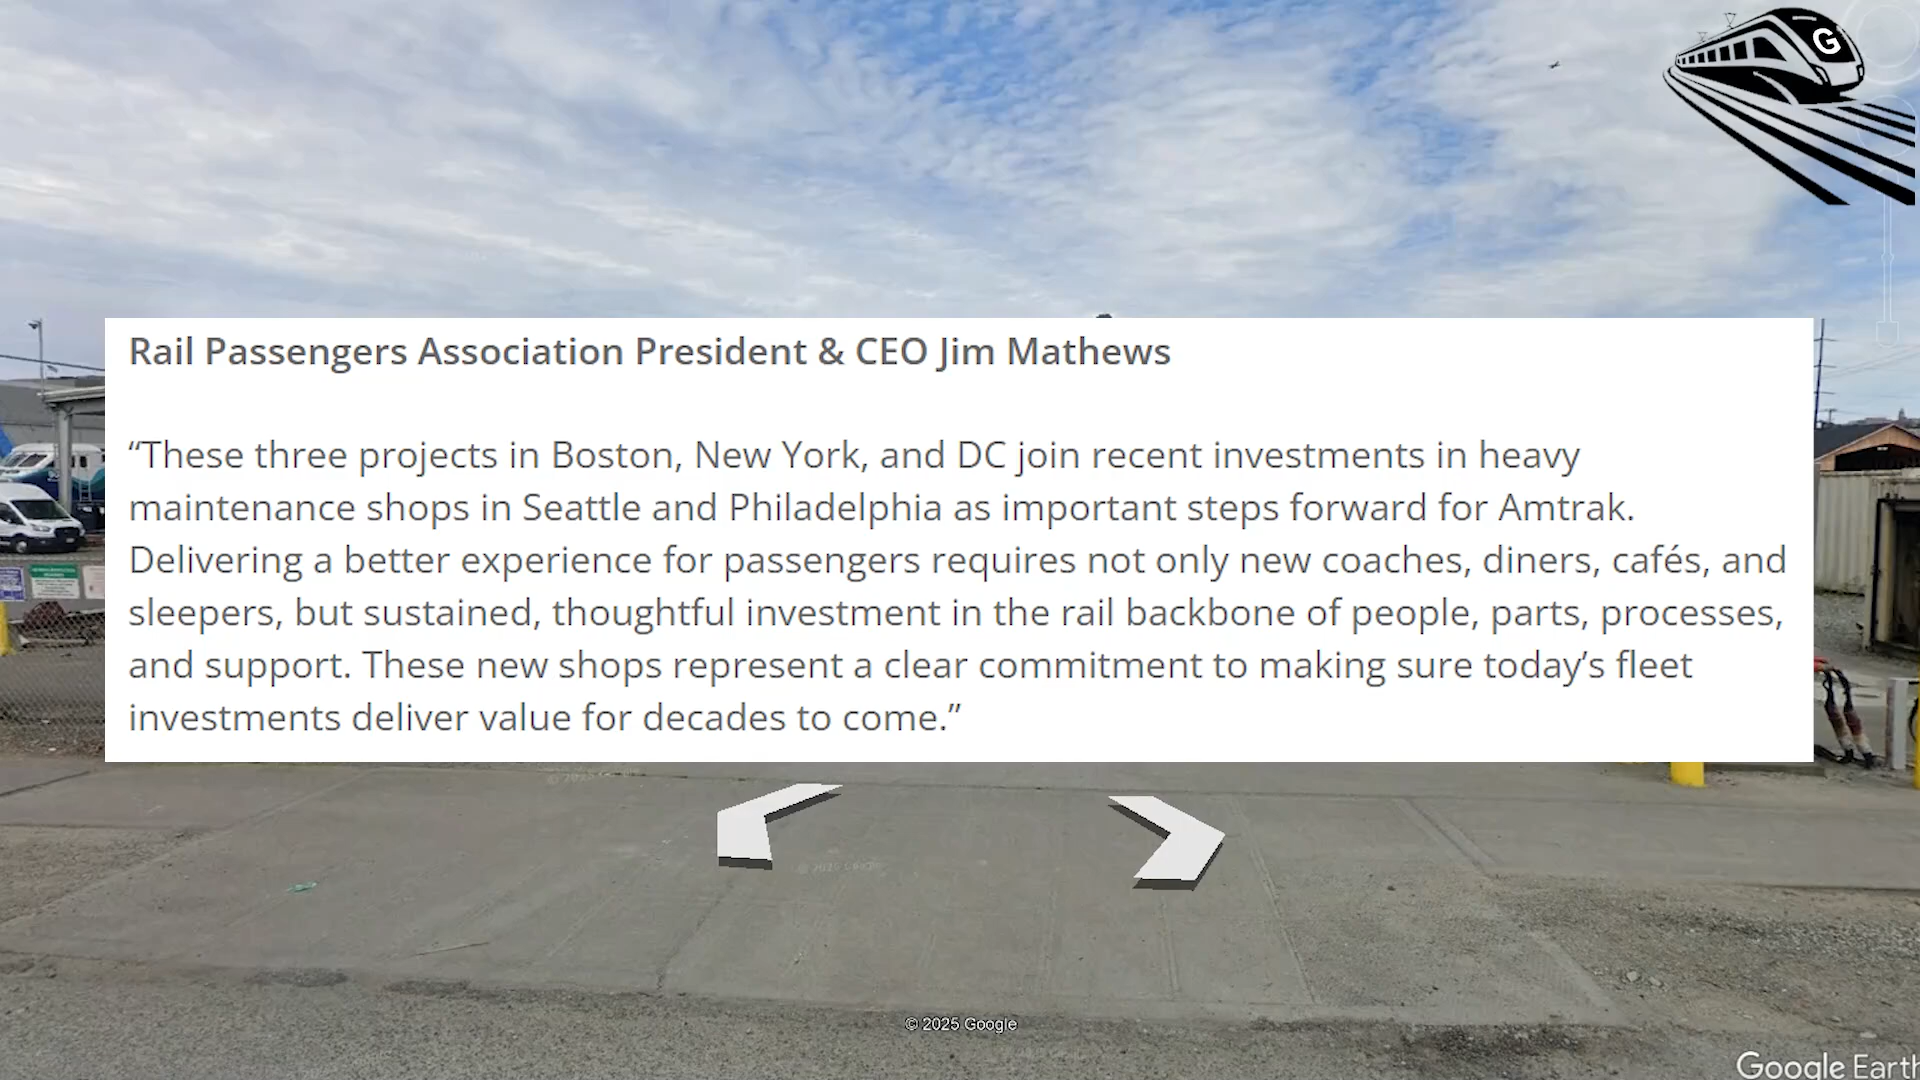 G
Rail Passengers Association President & CEO Jim Mathews
“These three projects in Boston, New York, and DC join recent investments in heavy
maintenance shops in Seattle and Philadelphia as important steps forward for Amtrak.
Delivering a better experience for passengers requires not only new coaches, diners, cafés, and
sleepers, but sustained, thoughtful investment in the rail backbone of people, parts, processes,
and support. These new shops represent a clear commitment to making sure today’s fleet
investments deliver value for decades to come.”
© 2025 Google
Google Earth